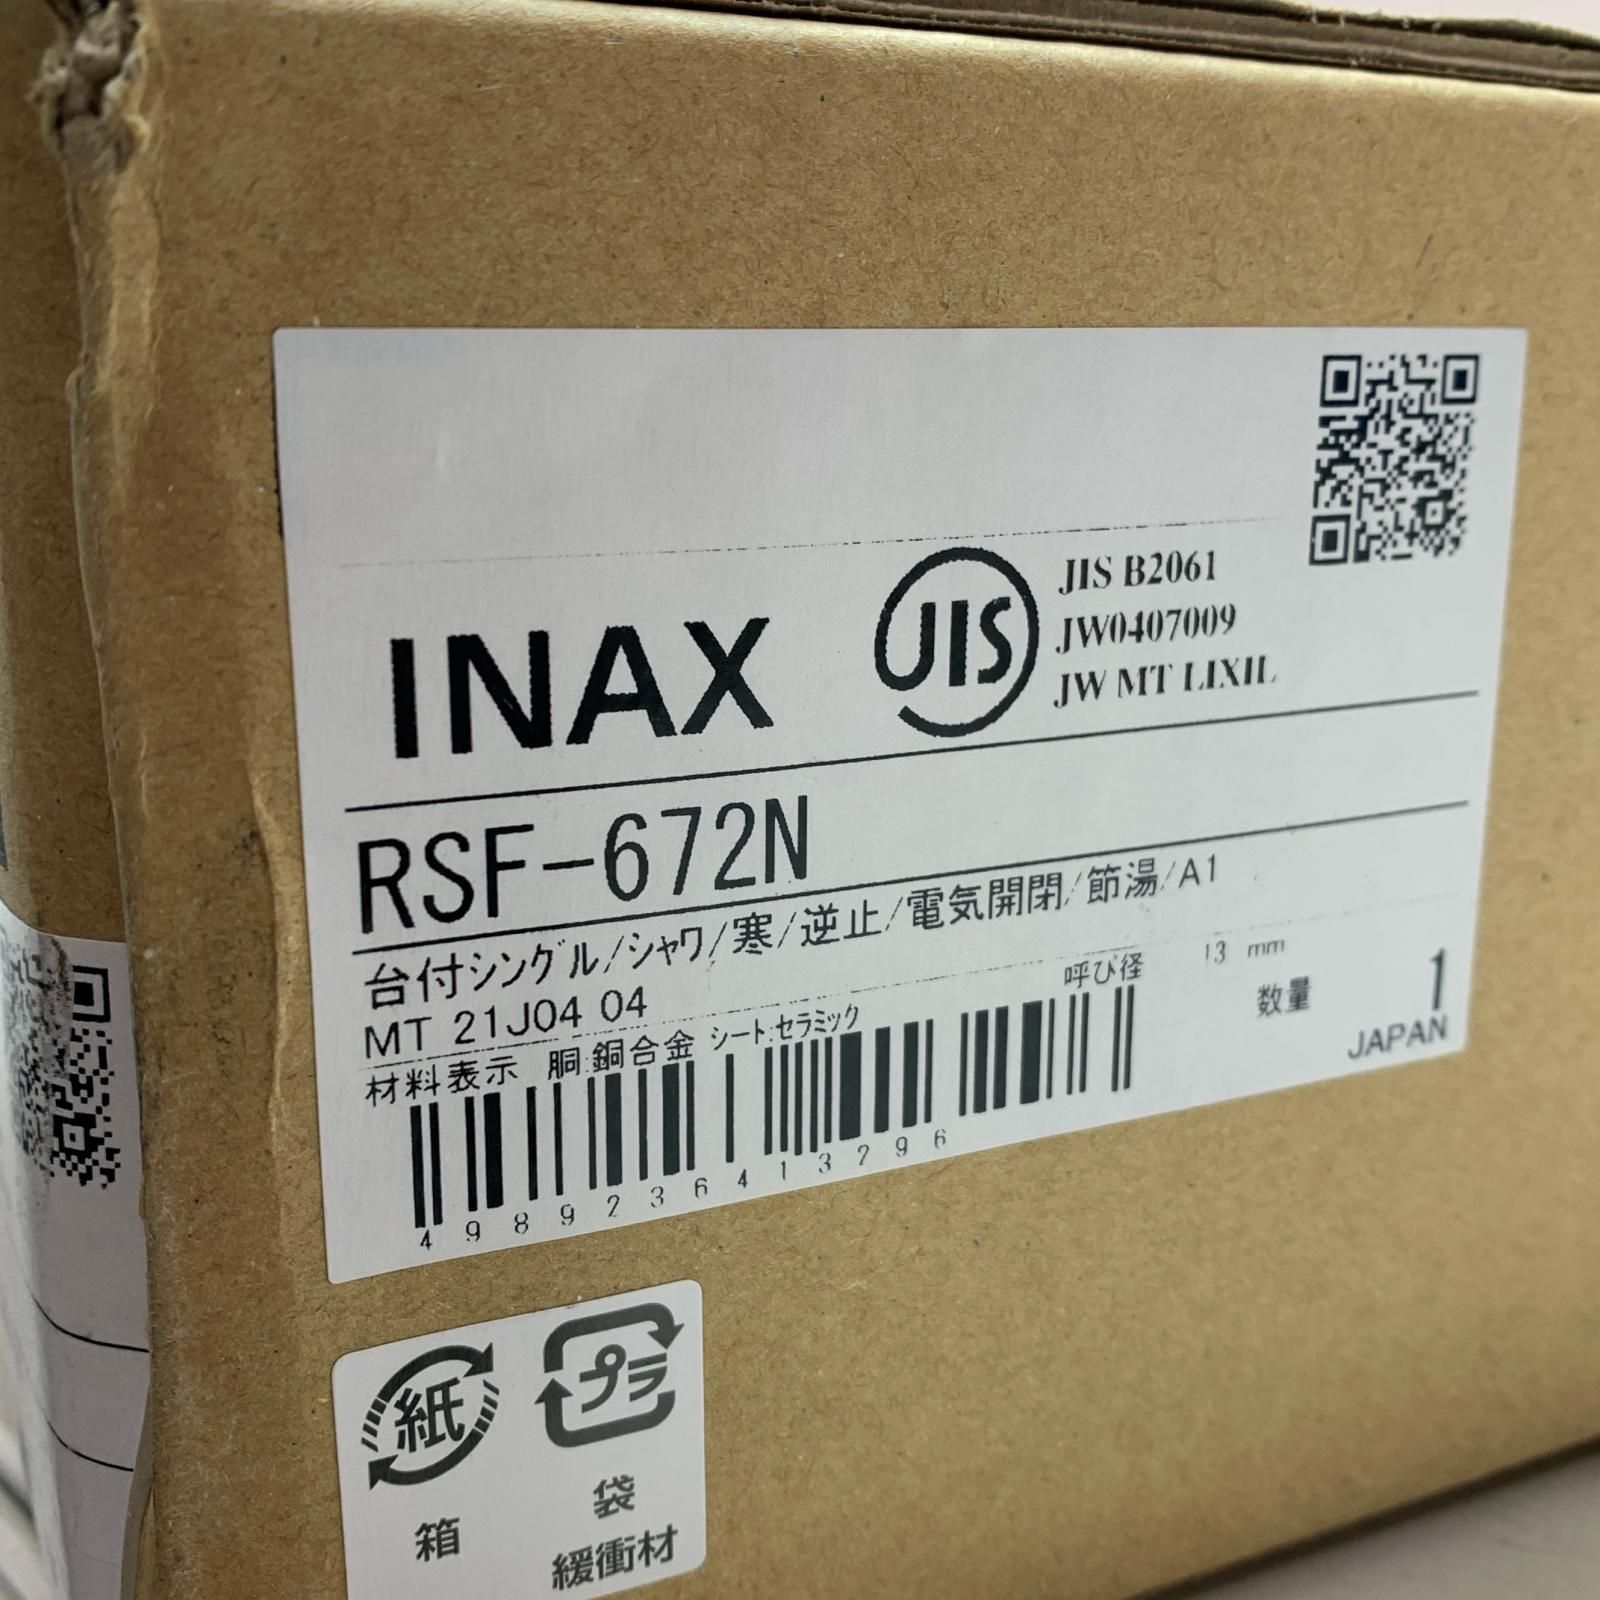 INAX
JIS
JIS B2061
JW0407009
JW MT LIXIL
RSF-672N
台付シングル/シャワ/寒/逆止/電気開閉/節湯/A1
MT 21J04 04
呼び径 13 mm
数量 1
材料表示 胴:銅合金 シート:セラミック
JAPAN
4989236413296
紙 プラ
箱 袋
緩衝材